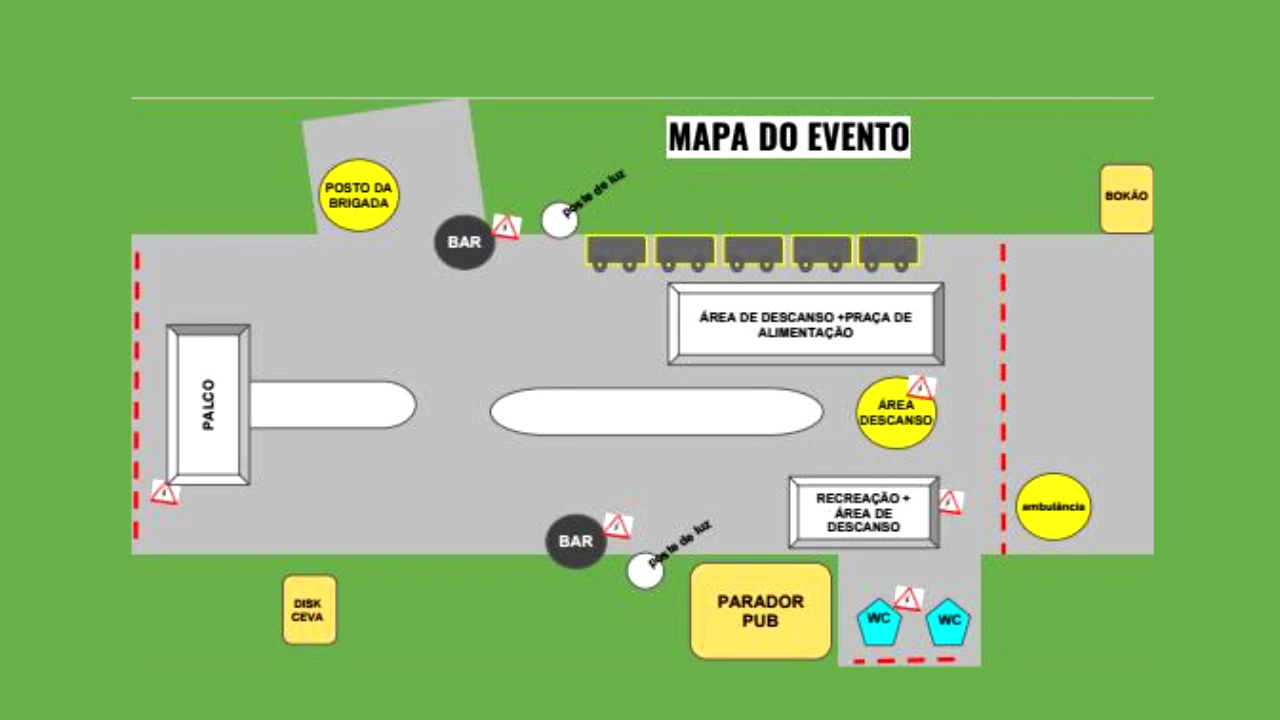 MAPA DO EVENTO
POSTO DA
BRIGADA
poste de luz
BOKÃO
BAR
ÁREA DE DESCANSO +PRAÇA DE
ALIMENTAÇÃO
PALCO
ÁREA
DESCANSO
RECREAÇÃO +
ÁREA DE
DESCANSO
ambulância
BAR
poste de luz
DISK
CEVA
PARADOR
PUB
WC
WC